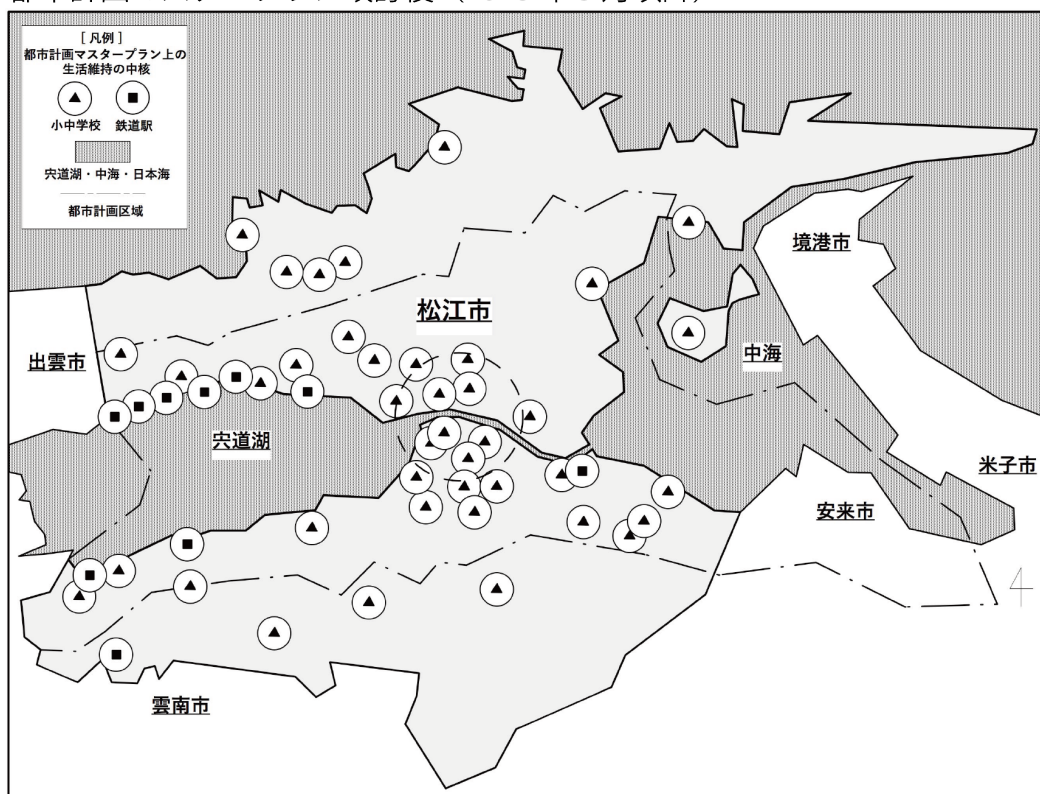 [ 凡例 ]
都市計画マスタープラン上の
生活維持の中核
小中学校
鉄道駅
宍道湖・中海・日本海
都市計画区域
境港市
松江市
出雲市
中海
宍道湖
米子市
安来市
雲南市